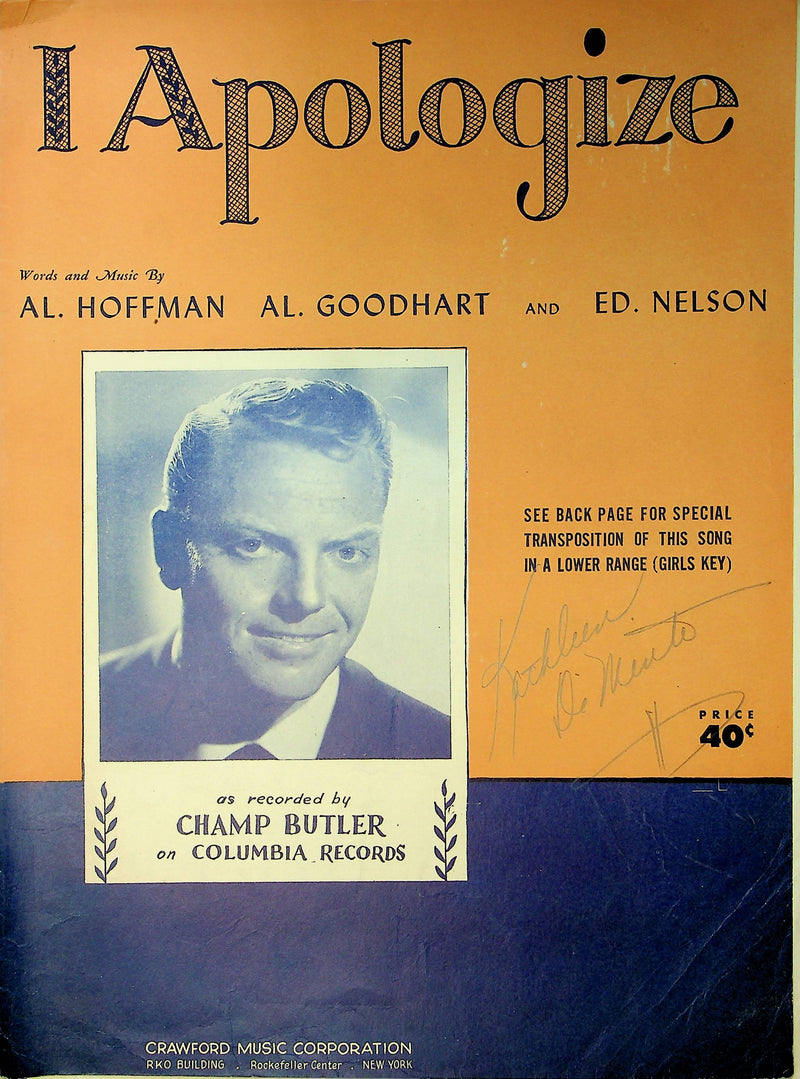 I Apologize
Words and Music By
AL. HOFFMAN AL. GOODHART AND ED. NELSON
SEE BACK PAGE FOR SPECIAL
TRANSPOSITION OF THIS SONG
IN A LOWER RANGE (GIRLS KEY)
Kathleen
PRICE
40¢
as recorded by
CHAMP BUTLER
on COLUMBIA RECORDS
CRAWFORD MUSIC CORPORATION
RKO BUILDING . Rockefeller Center . NEW YORK